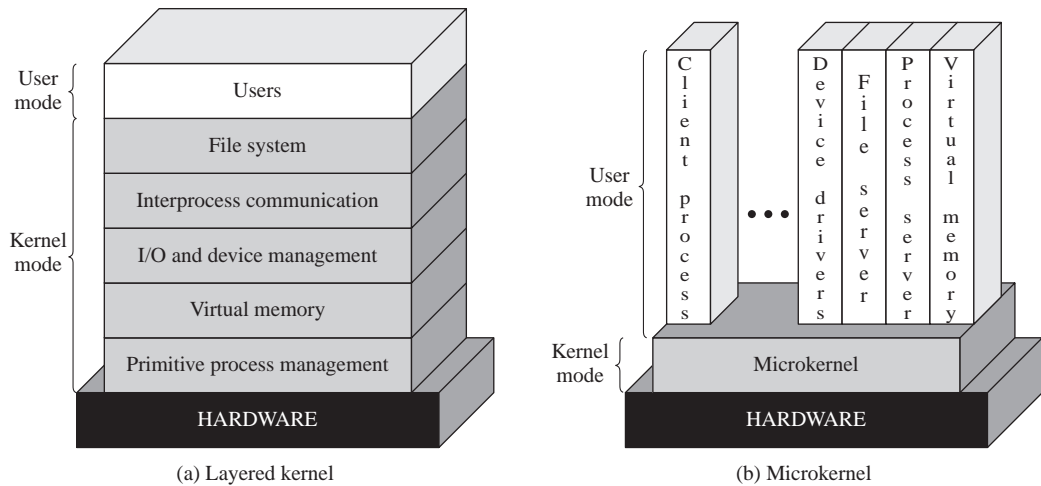 User
mode
Users
File system
Interprocess communication
Kernel
mode
I/O and device management
Virtual memory
Primitive process management
HARDWARE
(a) Layered kernel
User
mode
Client process
Device drivers
File server
Process server
Virtual memory
Kernel
mode
Microkernel
HARDWARE
(b) Microkernel